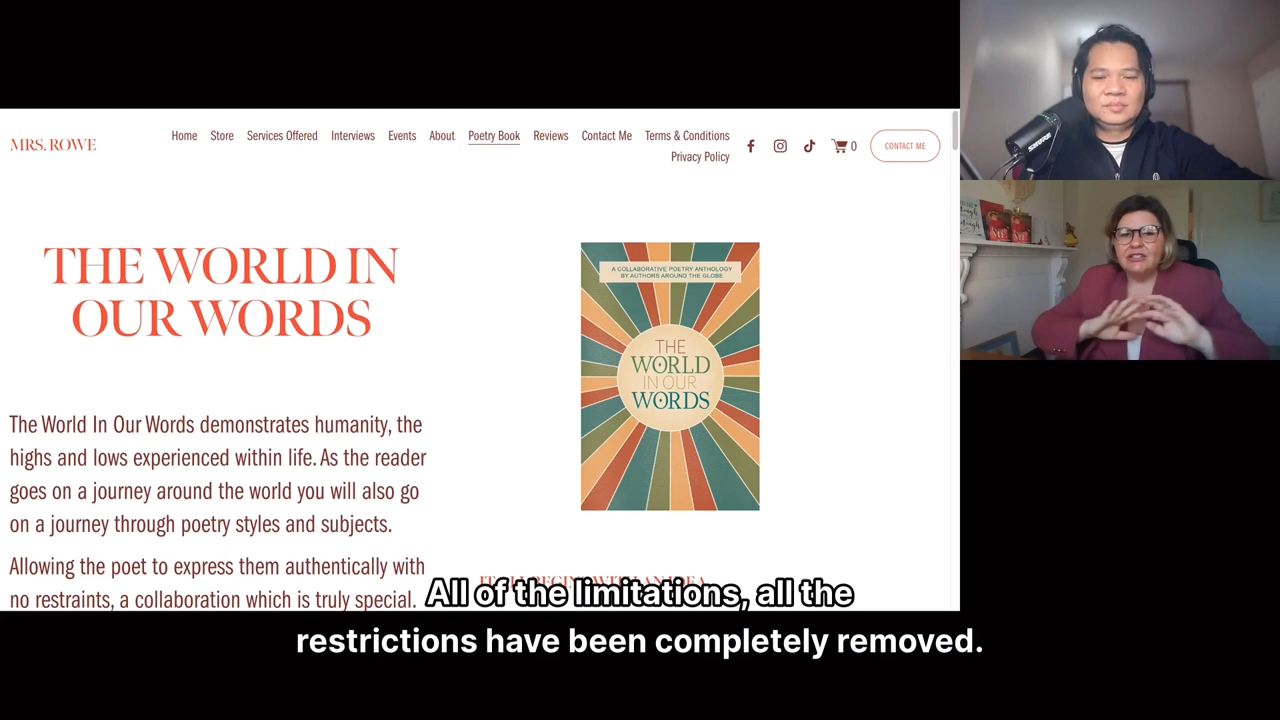 MRS. ROWE
Home Store Services Offered Interviews Events About Poetry Book Reviews Contact Me Terms & Conditions
Privacy Policy
0
CONTACT ME
THE WORLD IN
OUR WORDS
A COLLABORATIVE POETRY ANTHOLOGY
BY AUTHORS AROUND THE GLOBE
THE
WORLD
IN OUR
WORDS
The World In Our Words demonstrates humanity, the
highs and lows experienced within life. As the reader
goes on a journey around the world you will also go
on a journey through poetry styles and subjects.
Allowing the poet to express them authentically with
no restraints, a collaboration which is truly special.
All of the limitations, all the
restrictions have been completely removed.
SHURE